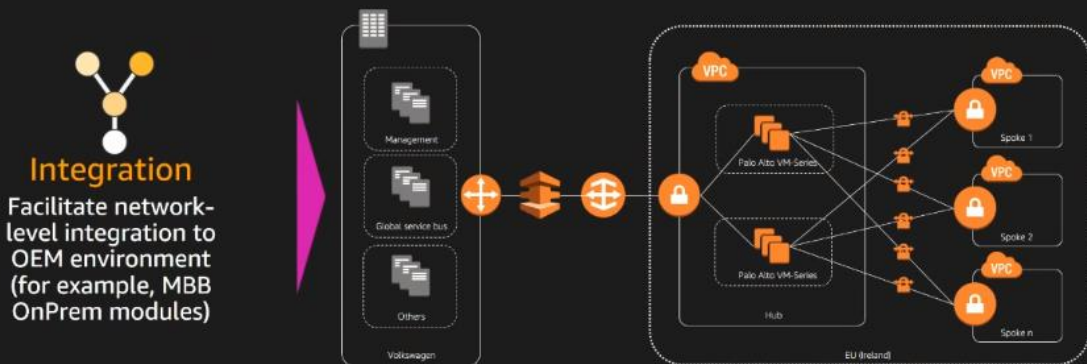 Integration
Facilitate network-
level integration to
OEM environment
(for example, MBB
OnPrem modules)
Management
Global service bus
Others
Volkswagen
VPC
Palo Alto VM-Series
Palo Alto VM-Series
Hub
VPC
Spoke 1
VPC
Spoke 2
VPC
Spoke n
EU (Ireland)